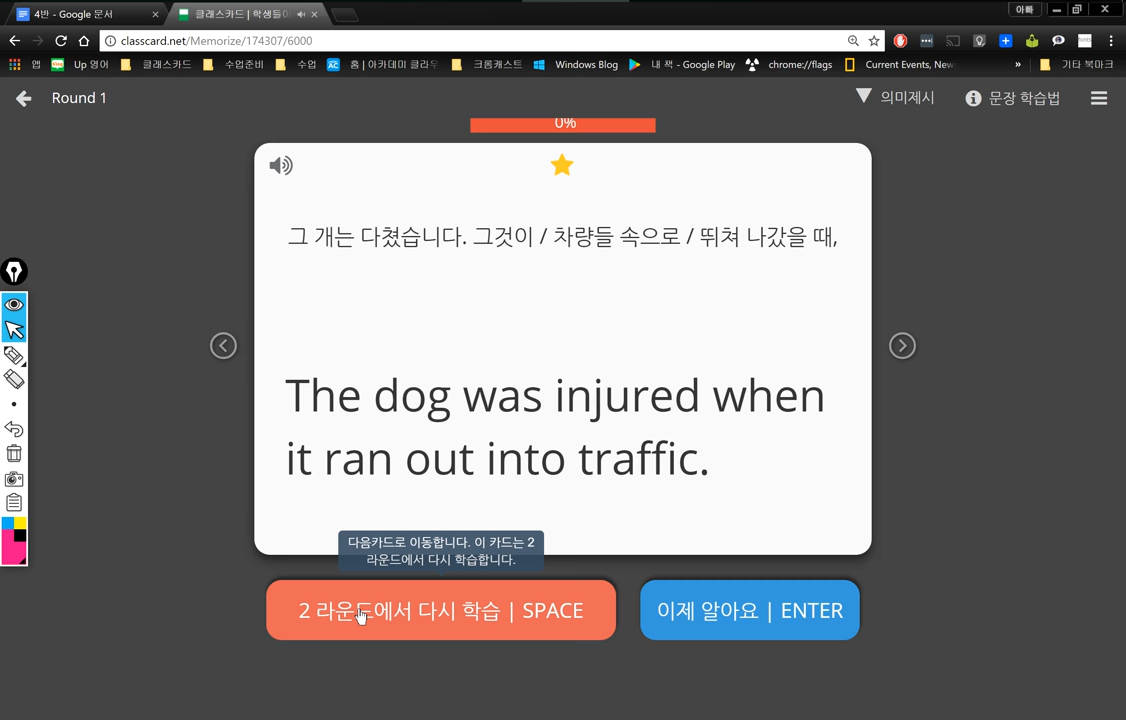 4반 - Google 문서
클래스카드 | 학생들이
아빠
classcard.net/Memorize/174307/6000
앱
Up 영어
클래스카드
수업준비
수업
홈 | 아카데미 클라우
크롬캐스트
Windows Blog
내 책 - Google Play
chrome://flags
Current Events, New
»
기타 북마크
Round 1
의미제시
문장 학습법
0%
그 개는 다쳤습니다. 그것이 / 차량들 속으로 / 뛰쳐 나갔을 때,
The dog was injured when
it ran out into traffic.
다음카드로 이동합니다. 이 카드는 2
라운드에서 다시 학습합니다.
2 라운드에서 다시 학습 | SPACE
이제 알아요 | ENTER